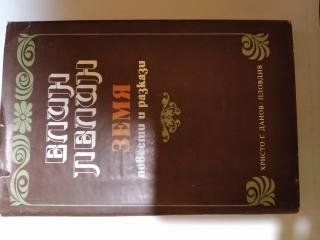 ЕЛИН
ПЕЛИН
ЗЕМЯ
повести и разкази
ХРИСТО Г. ДАНОВ ПЛОВДИВ